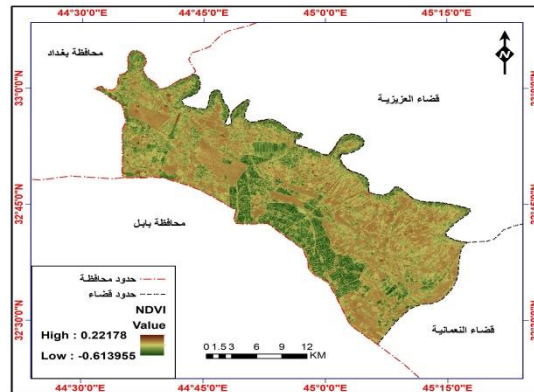 44°30'0"E 44°45'0"E 45°0'0"E 45°15'0"E
محافظة بغداد
N
33°0'0"N
قضاء العزيزية
32°45'0"N 32°45'0"N
محافظة بابل
حدود محافظة
حدود قضاء
NDVI
Value
High : 0.22178
Low : -0.613955
0 1.5 3 6 9 12
KM
قضاء النعمانية
32°30'0"N
44°30'0"E 44°45'0"E 45°0'0"E 45°15'0"E